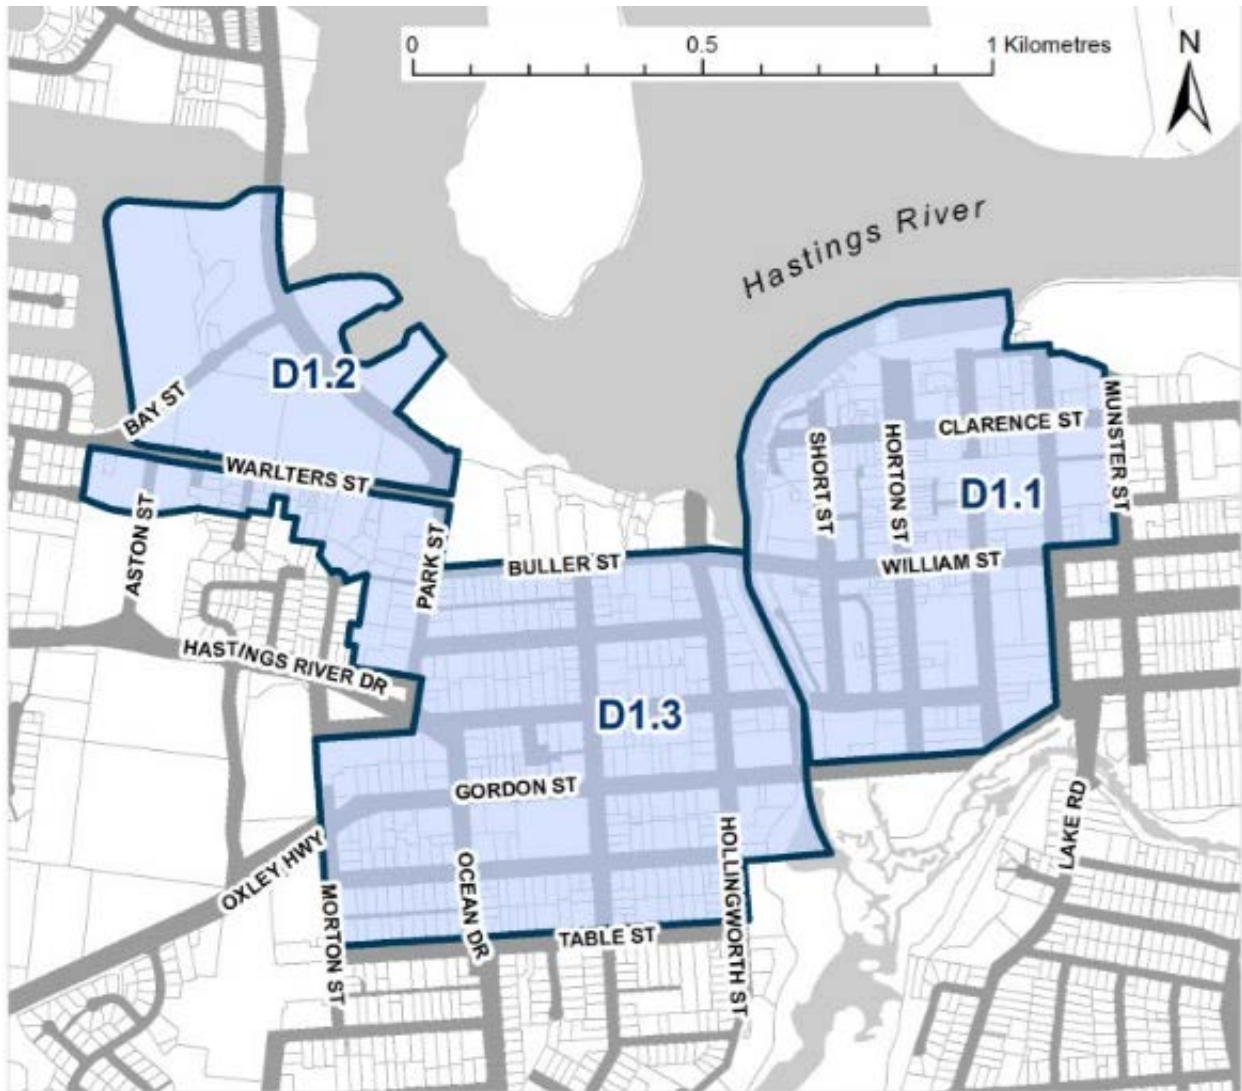 0 0.5 1 Kilometres
N
Hastings River
D1.2
BAY ST
WARLTERS ST
ASTON ST
PARK ST
HASTINGS RIVER DR
BULLER ST
SHORT ST
HORTON ST
CLARENCE ST
MUNSTER ST
D1.1
WILLIAM ST
D1.3
GORDON ST
OXLEY HWY
MORTON ST
OCEAN DR
TABLE ST
HOLLINGWORTH ST
LAKE RD